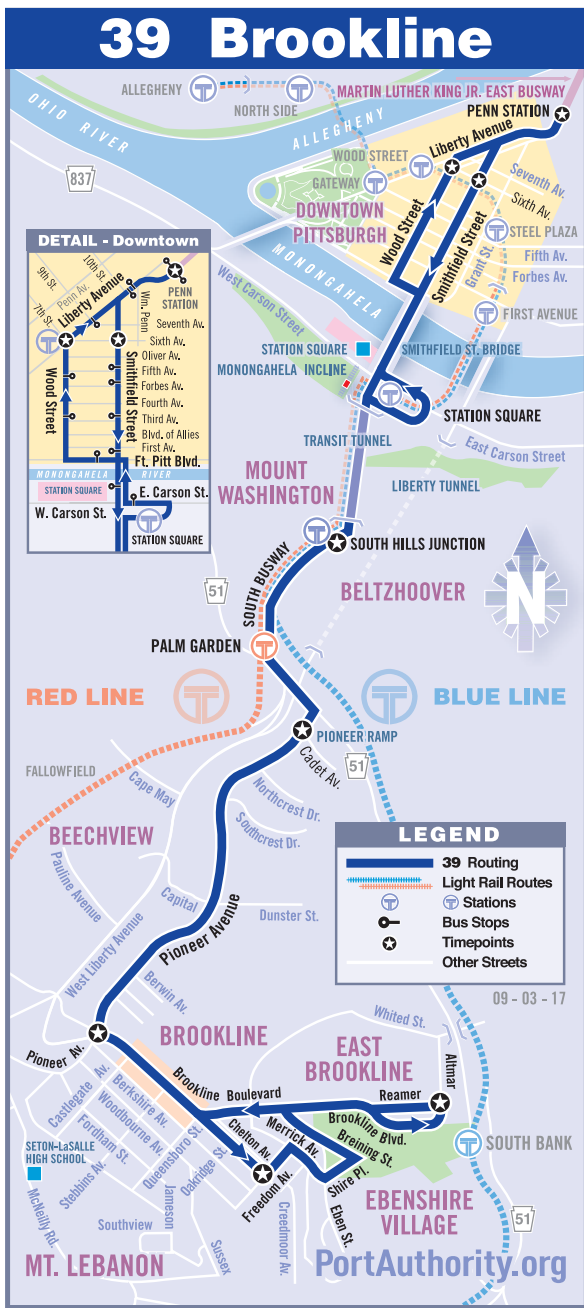 39 Brookline
ALLEGHENY
NORTH SIDE
MARTIN LUTHER KING JR. EAST BUSWAY
PENN STATION
OHIO RIVER
ALLEGHENY
Liberty Avenue
WOOD STREET
837
GATEWAY
Seventh Av.
Sixth Av.
DOWNTOWN
PITTSBURGH
Wood Street
Smithfield Street
Grant St.
STEEL PLAZA
Fifth Av.
Forbes Av.
FIRST AVENUE
MONONGAHELA
West Carson Street
STATION SQUARE
SMITHFIELD ST. BRIDGE
MONONGAHELA INCLINE
STATION SQUARE
TRANSIT TUNNEL
East Carson Street
LIBERTY TUNNEL
DETAIL - Downtown
10th St.
9th St.
Penn Av.
7th St.
Liberty Avenue
PENN
STATION
Wm. Penn
Seventh Av.
Sixth Av.
Oliver Av.
Fifth Av.
Forbes Av.
Fourth Av.
Third Av.
Blvd. of Allies
First Av.
Ft. Pitt Blvd.
Wood Street
Smithfield Street
MONONGAHELA RIVER
STATION SQUARE
E. Carson St.
W. Carson St.
STATION SQUARE
MOUNT
WASHINGTON
SOUTH HILLS JUNCTION
SOUTH BUSWAY
51
BELTZHOOVER
N
PALM GARDEN
RED LINE
BLUE LINE
PIONEER RAMP
Cadet Av.
51
FALLOWFIELD
Cape May
Northcrest Dr.
Southcrest Dr.
BEECHVIEW
Pauline Avenue
Capital
Dunster St.
West Liberty Avenue
Pioneer Avenue
Berwin Av.
LEGEND
39 Routing
Light Rail Routes
Stations
Bus Stops
Timepoints
Other Streets
09 - 03 - 17
Whited St.
Pioneer Av.
BROOKLINE
EAST
BROOKLINE
Altmar
Reamer
Brookline Boulevard
Brookline Blvd.
Castlegate Av.
Berkshire Av.
Woodbourne Av.
Fordham St.
Stebbins Av.
Queensboro St.
Oakridge St.
Chelton Av.
Merrick Av.
Breining St.
Shire Pl.
Freedom Av.
Eben St.
SOUTH BANK
SETON-LaSALLE
HIGH SCHOOL
McNeilly Rd.
Jameson
Southview
Sussex
Creedmoor Av.
EBENSHIRE
VILLAGE
51
MT. LEBANON
PortAuthority.org